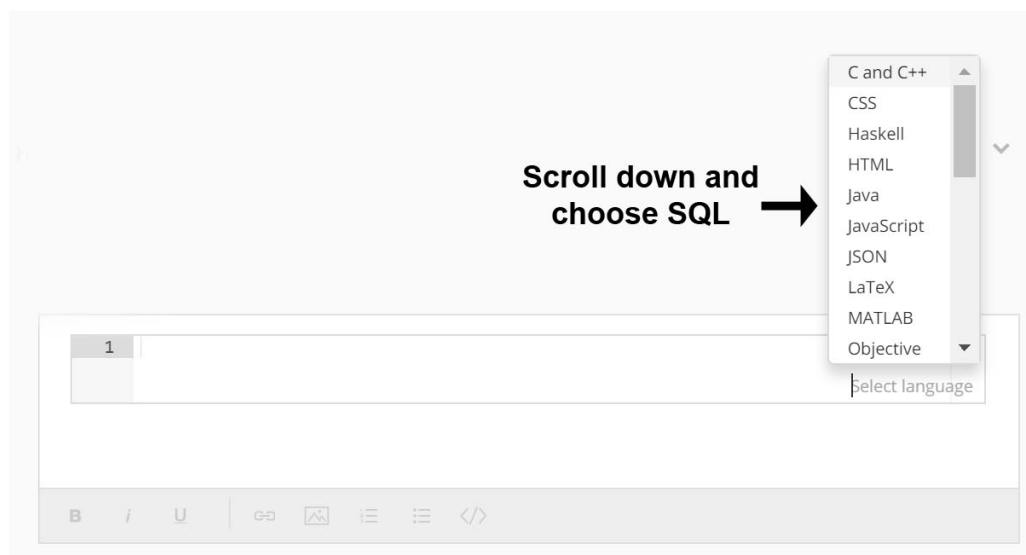 C and C++
CSS
Haskell
HTML
Scroll down and
choose SQL
Java
JavaScript
JSON
LaTeX
MATLAB
Objective
1
Select language
B i U </>